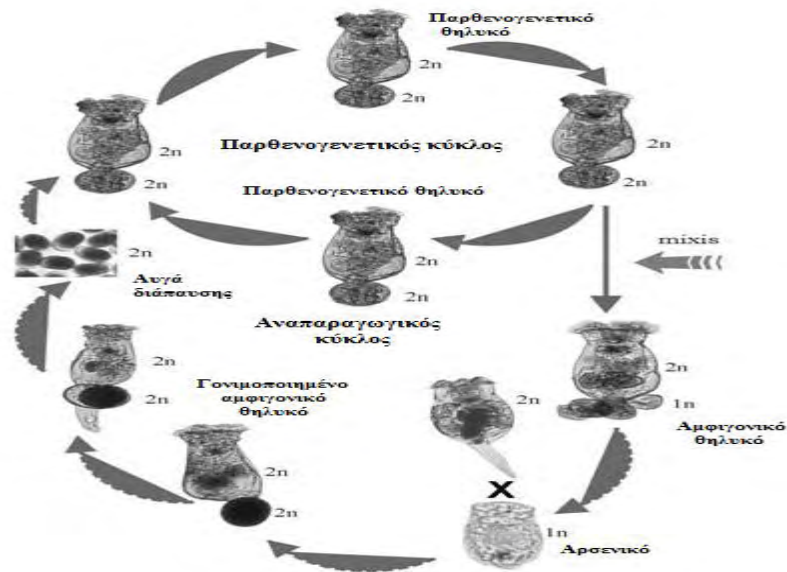 Παρθενογενετικό
θηλυκό
2n
2n
2n
2n
Παρθενογενετικός κύκλος
2n
2n
Παρθενογενετικό θηλυκό
mixis
2n
2n
2n
Αυγά
διάπαυσης
Αναπαραγωγικός
κύκλος
2n
2n
Γονιμοποιημένο
αμφιγονικό
θηλυκό
2n
2n
2n
1n
Αμφιγονικό
θηλυκό
2n
2n
X
1n
Αρσενικό